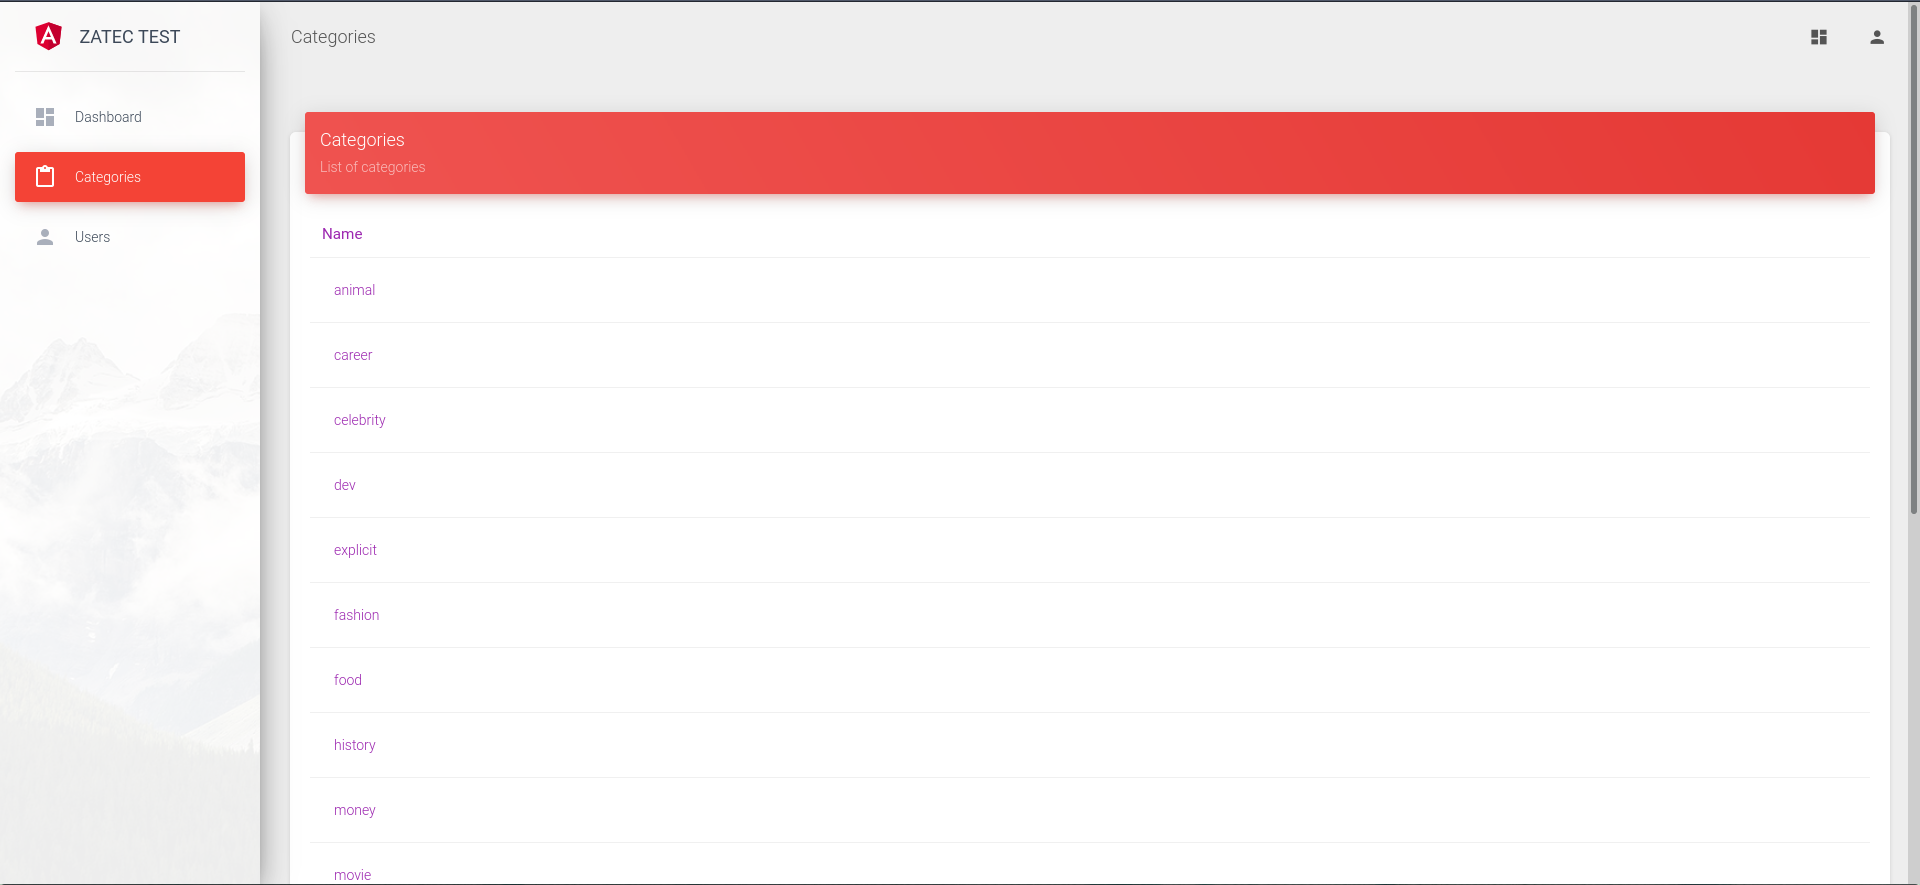 ZATEC TEST
Dashboard
Categories
Users
Categories
Categories
List of categories
Name
animal
career
celebrity
dev
explicit
fashion
food
history
money
movie